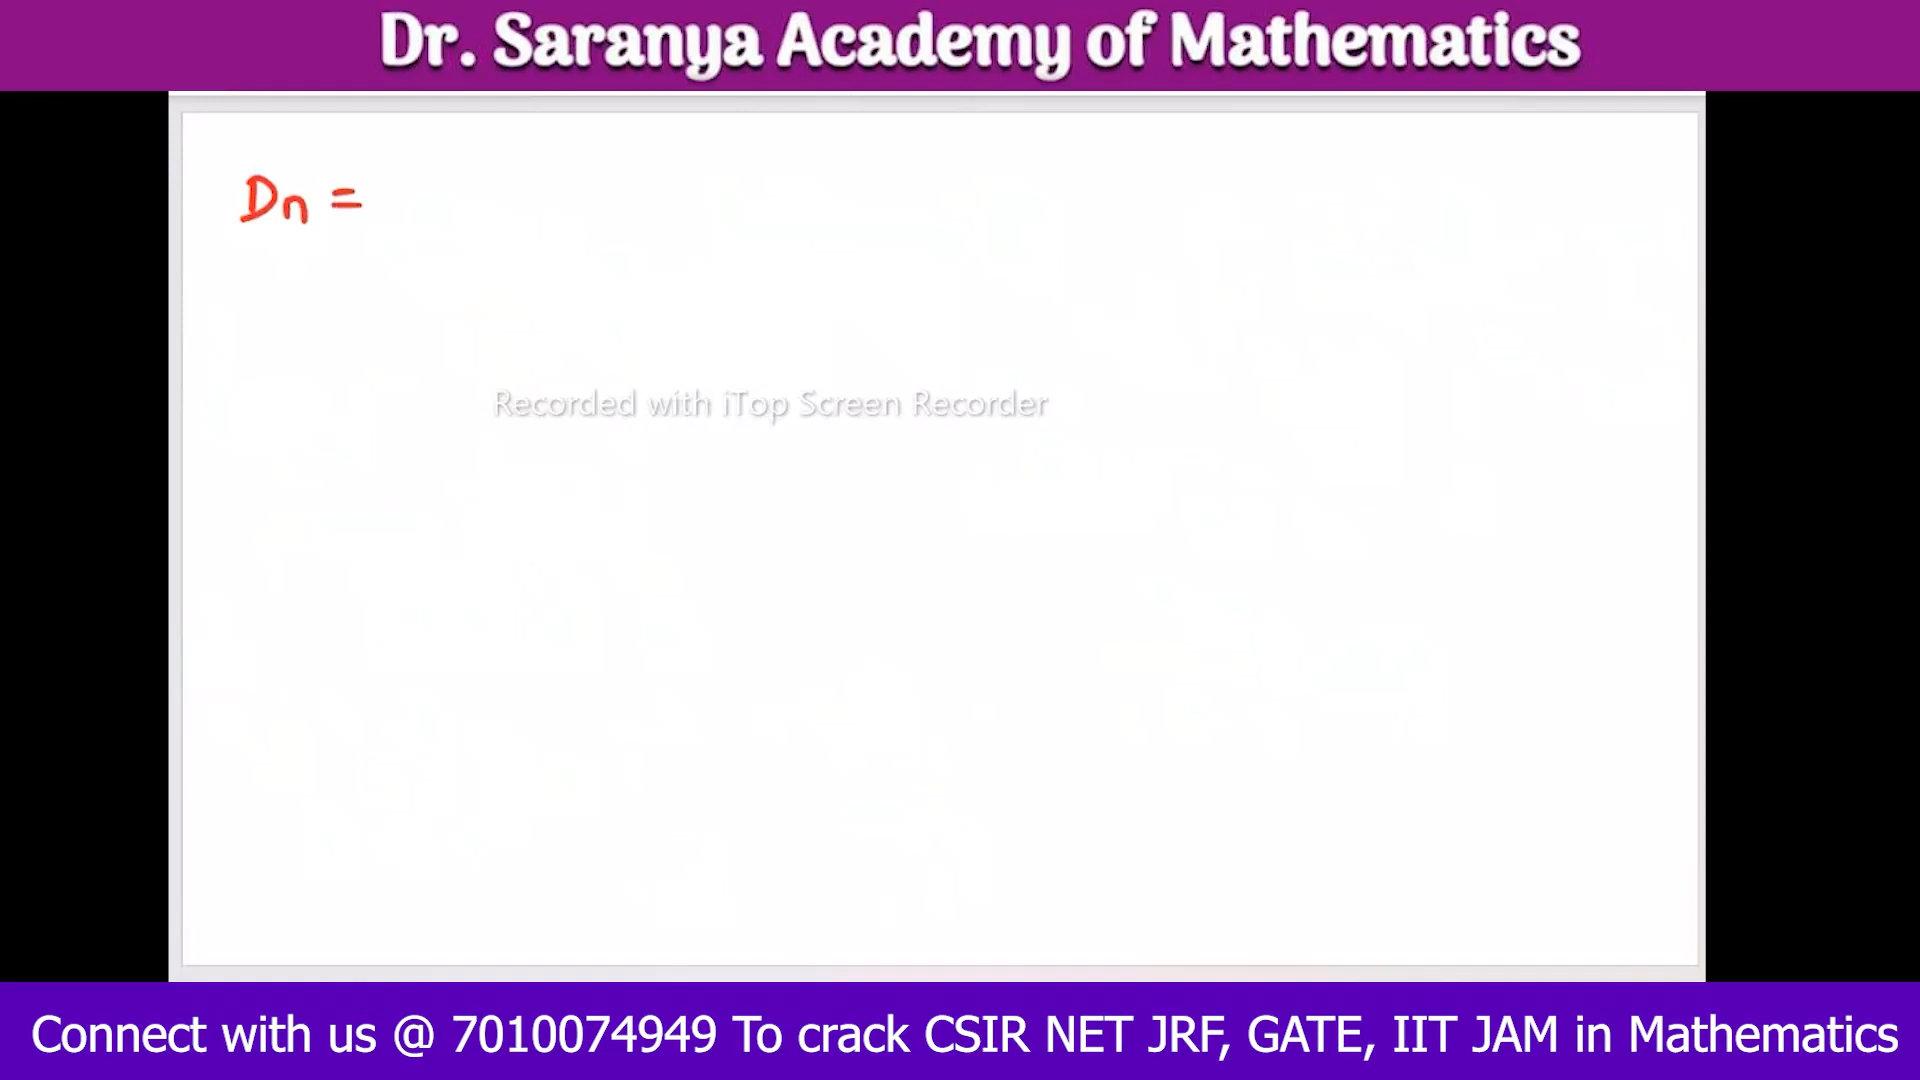 Dr. Saranya Academy of Mathematics
Dn =
Recorded with iTop Screen Recorder
Connect with us @ 7010074949 To crack CSIR NET JRF, GATE, IIT JAM in Mathematics